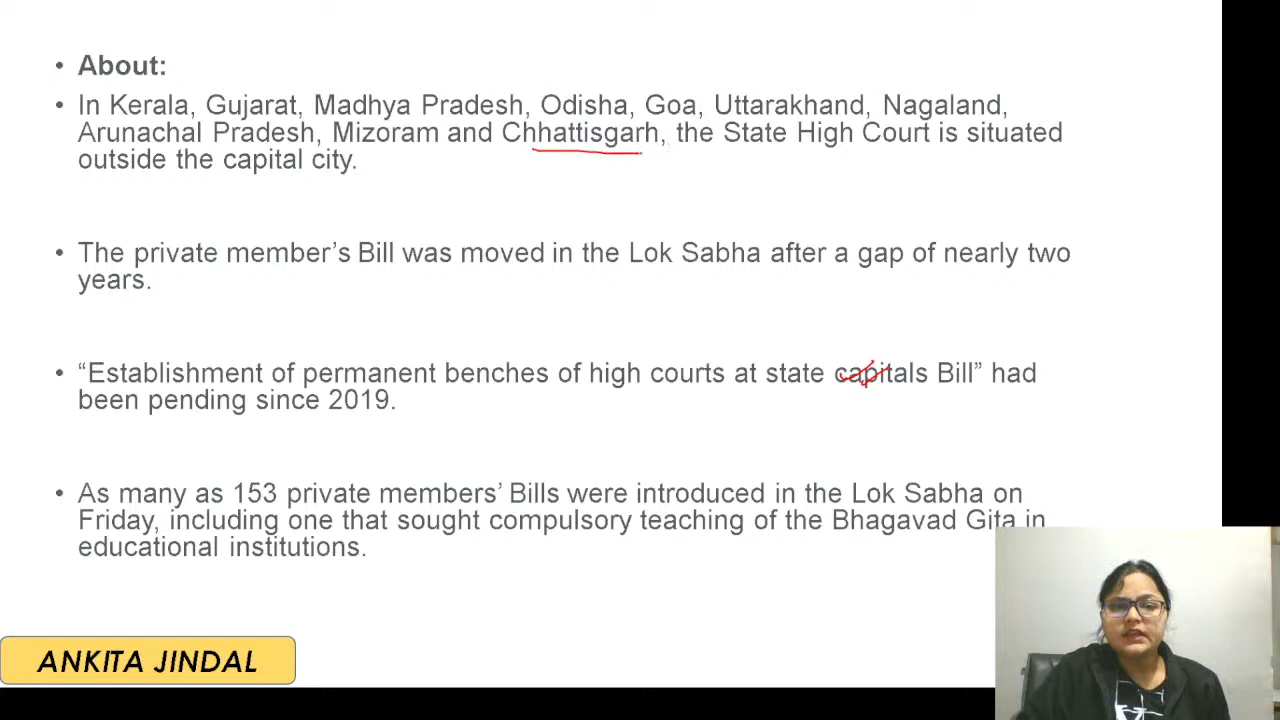 • About:
• In Kerala, Gujarat, Madhya Pradesh, Odisha, Goa, Uttarakhand, Nagaland,
Arunachal Pradesh, Mizoram and Chhattisgarh, the State High Court is situated
outside the capital city.
• The private member’s Bill was moved in the Lok Sabha after a gap of nearly two
years.
• “Establishment of permanent benches of high courts at state capitals Bill” had
been pending since 2019.
• As many as 153 private members’ Bills were introduced in the Lok Sabha on
Friday, including one that sought compulsory teaching of the Bhagavad Gita in
educational institutions.
ANKITA JINDAL